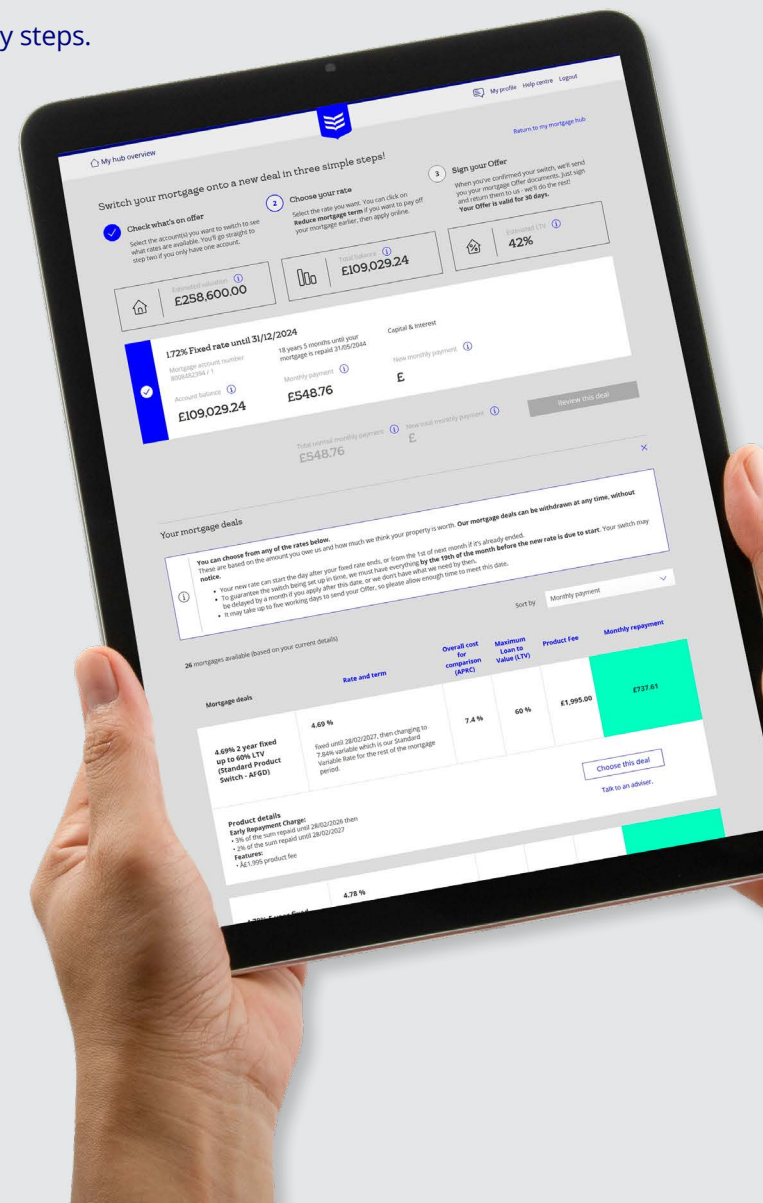 y steps.
My hub overview
My profile Help centre Logout
Return to my mortgage hub
Switch your mortgage onto a new deal in three simple steps!
Check what's on offer
Select the account(s) you want to switch to see
what rates are available. You'll go straight to
step two if you only have one account.
2
Choose your rate
Select the rate you want. You can click on
Reduce mortgage term if you want to pay off
your mortgage earlier, then apply online.
3
Sign your Offer
When you've confirmed your switch, we'll send
you your mortgage Offer documents. Just sign
and return them to us - we'll do the rest!
Your Offer is valid for 30 days.
Estimated valuation
£258,600.00
Total balance
£109,029.24
Estimated LTV
42%
1.72% Fixed rate until 31/12/2024
Mortgage account number
/ 1
18 years 5 months until your
mortgage is repaid 31/05/2044
Capital & Interest
Account balance
£109,029.24
Monthly payment
£548.76
New monthly payment
£
Total normal monthly payment
£548.76
New total monthly payment
£
Review this deal
Your mortgage deals
You can choose from any of the rates below.
These are based on the amount you owe us and how much we think your property is worth. Our mortgage deals can be withdrawn at any time, without
notice.
• Your new rate can start the day after your fixed rate ends, or from the 1st of next month if it's already ended.
• To guarantee the switch being set up in time, we must have everything by the 19th of the month before the new rate is due to start. Your switch may
be delayed by a month if you apply after this date, or we don't have what we need by then.
• It may take up to five working days to send your Offer, so please allow enough time to meet this date.
26 mortgages available (based on your current details)
Sort by
Monthly payment
Mortgage deals
Rate and term
Overall cost
for
comparison
(APRC)
Maximum
Loan to
Value (LTV)
Product Fee
Monthly repayment
4.69% 2 year fixed
up to 60% LTV
(Standard Product
Switch - AFGD)
4.69 %
fixed until 28/02/2027, then changing to
7.84% variable which is our Standard
Variable Rate for the rest of the mortgage
period.
7.4 %
60 %
£1,995.00
£737.61
Product details
Early Repayment Charge:
• 3% of the sum repaid until 28/02/2026 then
• 2% of the sum repaid until 28/02/2027
Features:
• Â£1,995 product fee
Choose this deal
Talk to an adviser.
4.78 %